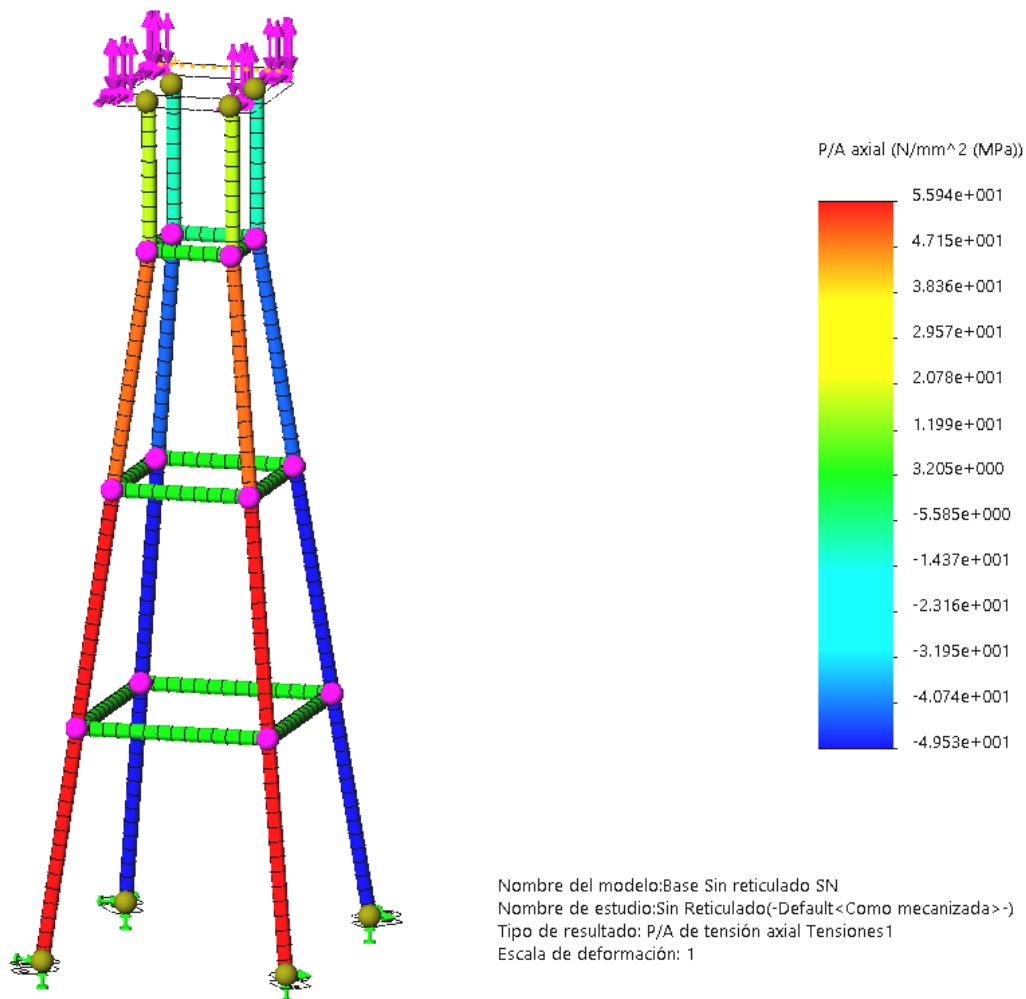 P/A axial (N/mm^2 (MPa))
5.594e+001
4.715e+001
3.836e+001
2.957e+001
2.078e+001
1.199e+001
3.205e+000
-5.585e+000
-1.437e+001
-2.316e+001
-3.195e+001
-4.074e+001
-4.953e+001
Nombre del modelo:Base Sin reticulado SN
Nombre de estudio:Sin Reticulado(-Default<Como mecanizada>-)
Tipo de resultado: P/A de tensión axial Tensiones1
Escala de deformación: 1